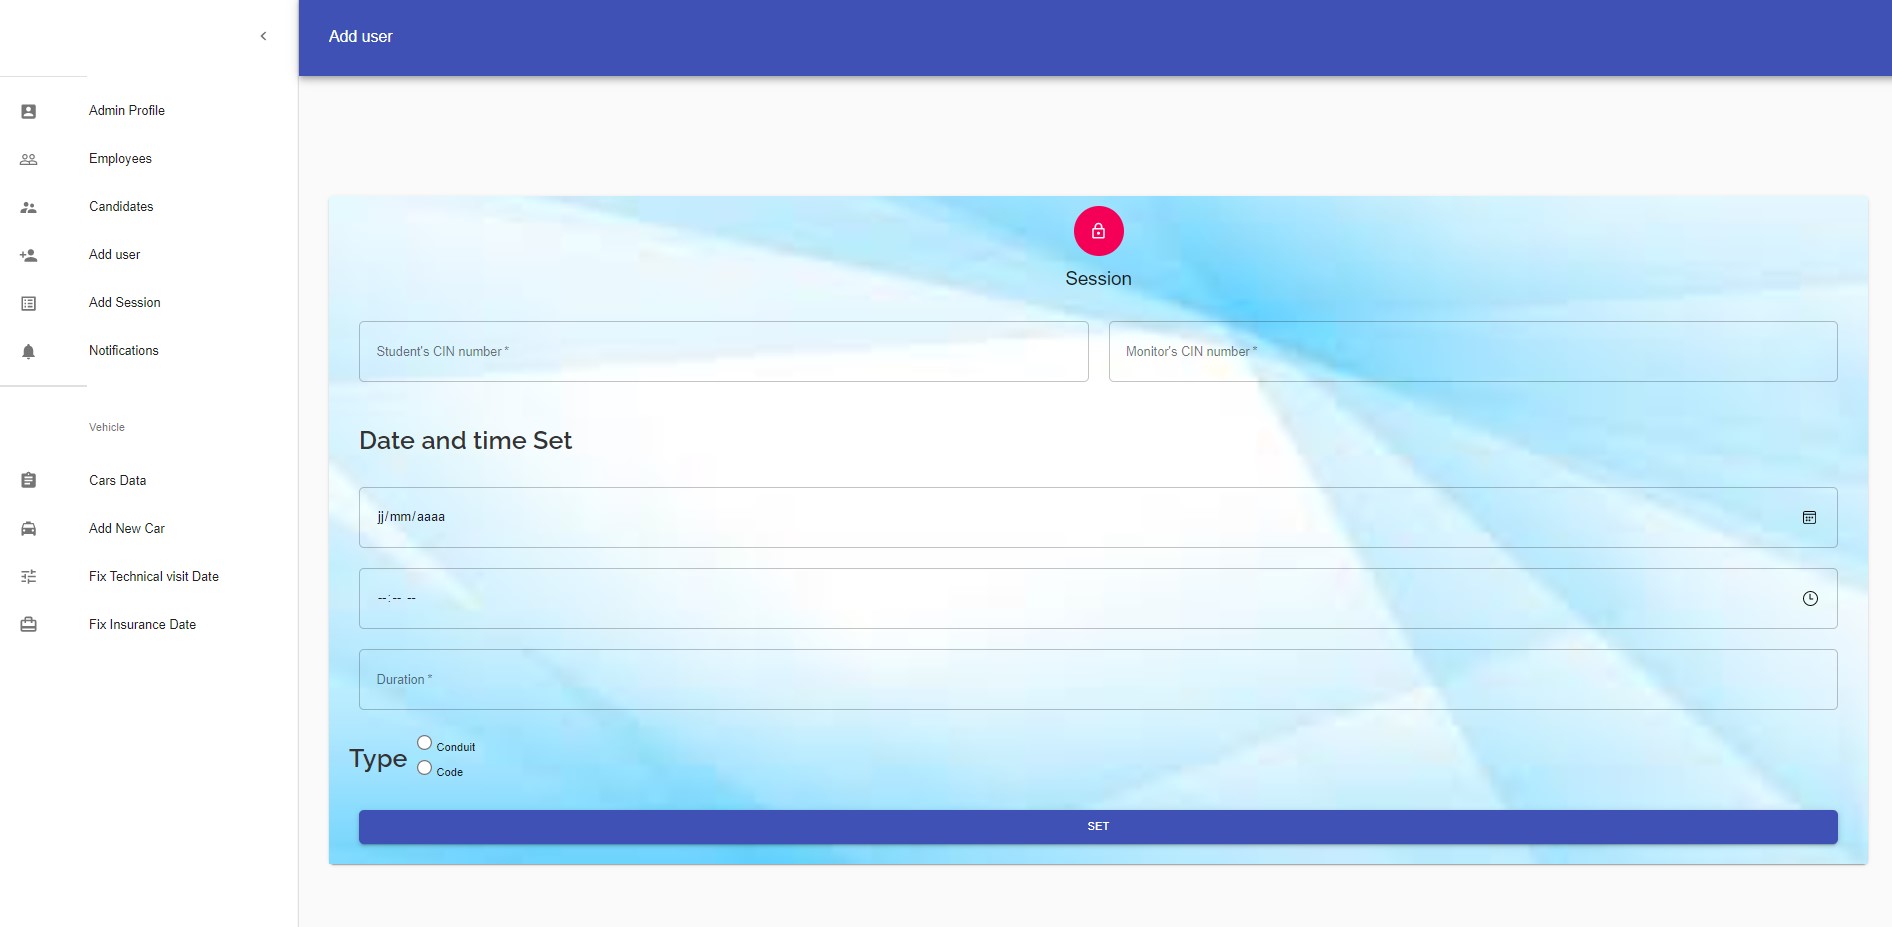 Add user
Admin Profile
Employees
Candidates
Add user
Add Session
Notifications
Vehicle
Cars Data
Add New Car
Fix Technical visit Date
Fix Insurance Date
Session
Student's CIN number *
Monitor's CIN number *
Date and time Set
jj/mm/aaaa
--:-- --
Duration *
Type
Conduit
Code
SET